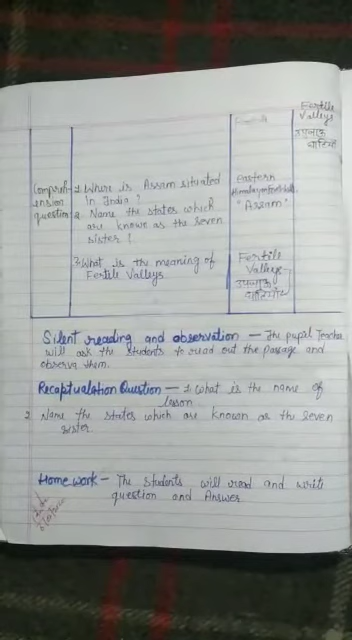 Fertile
Valleys
उपजाऊ
घाटियाँ
Compreh
ension
question
1. Where is Assam situated
in India ?
2. Name the states which
are knowe as the seven
sister ?
3. What is the meaning of
Fertile Valleys.
Eastern
"Assam"
Fertile
Valleys
उपजाऊ
Silent reading and observation - The pupil Teacher
will ask the students to read out the passage and
observe them.
Recaptualation Question - 1. What is the name of
lesson
2 Name the states which are known as the seven
sister
Home work - The students will read and write
question and Answer